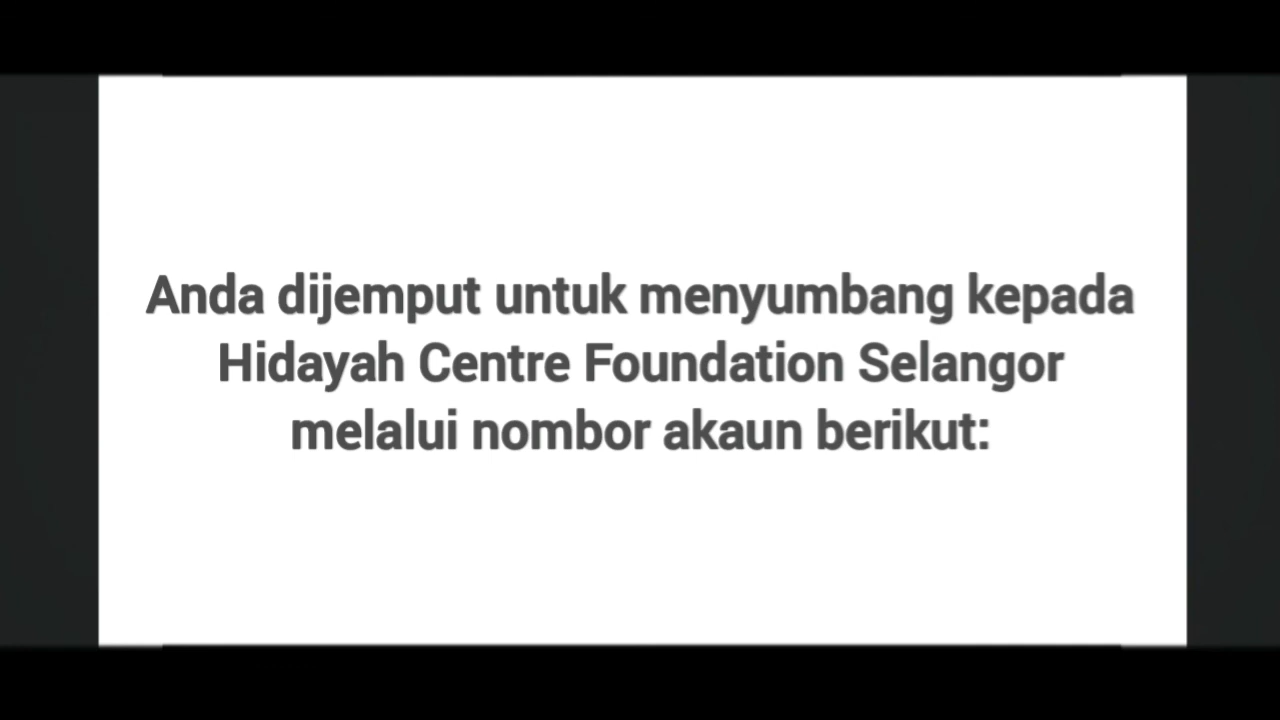 Anda dijemput untuk menyumbang kepada
Hidayah Centre Foundation Selangor
melalui nombor akaun berikut: